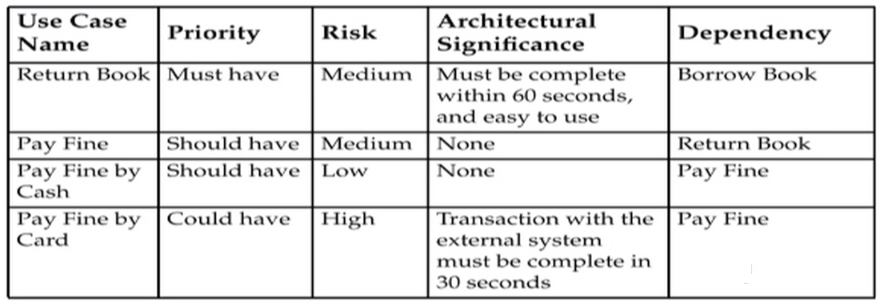 Use Case Name | Priority | Risk | Architectural Significance | Dependency
Return Book | Must have | Medium | Must be complete within 60 seconds, and easy to use | Borrow Book
Pay Fine | Should have | Medium | None | Return Book
Pay Fine by Cash | Should have | Low | None | Pay Fine
Pay Fine by Card | Could have | High | Transaction with the external system must be complete in 30 seconds | Pay Fine